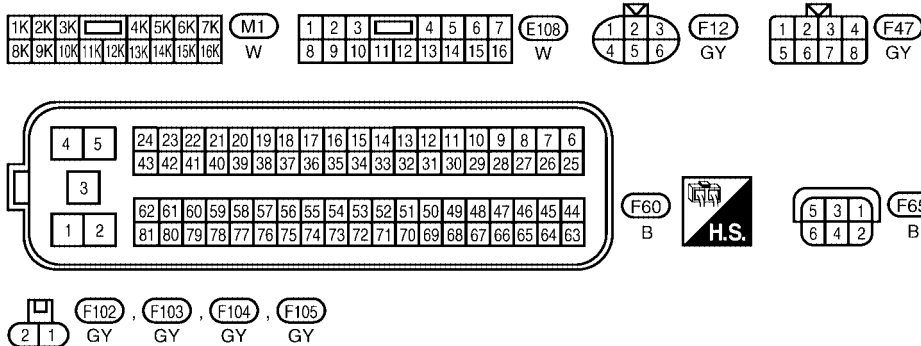 1K 2K 3K 4K 5K 6K 7K M1
8K 9K 10K 11K 12K 13K 14K 15K 16K W
1 2 3 4 5 6 7 E108
8 9 10 11 12 13 14 15 16 W
1 2 3 F12
4 5 6 GY
1 2 3 4 F47
5 6 7 8 GY
4 5
3
1 2
24 23 22 21 20 19 18 17 16 15 14 13 12 11 10 9 8 7 6
43 42 41 40 39 38 37 36 35 34 33 32 31 30 29 28 27 26 25
62 61 60 59 58 57 56 55 54 53 52 51 50 49 48 47 46 45 44
81 80 79 78 77 76 75 74 73 72 71 70 69 68 67 66 65 64 63
F60
B
H.S.
5 3 1 F65
6 4 2 B
2 1 F102 , F103 , F104 , F105
GY GY GY GY